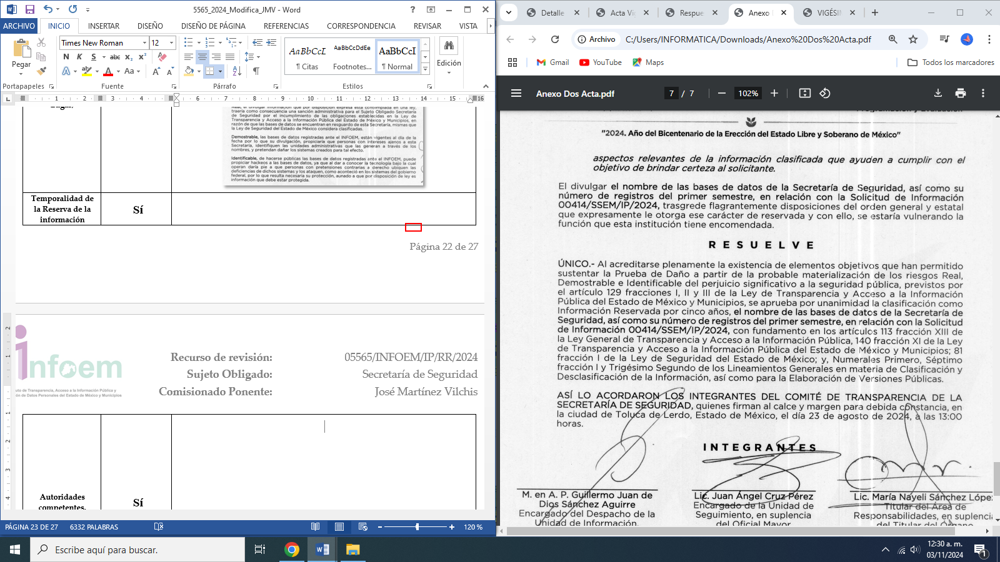 5565_2024_Modifica_JMV - Word
ARCHIVO INICIO INSERTAR DISEÑO DISEÑO DE PÁGINA REFERENCIAS CORRESPONDENCIA REVISAR VISTA
Times New Roman 12
Pegar
N K S abc x₂ x²
Aa
AaBbCcL AaBbCcDdEe AaBbCcI
¶ Citas Footnotes... ¶ Normal
Edición
Portapapeles Fuente Párrafo Estilos
1 2 3 4 6 7 8 9 10 11 12 13 14 15 16
traería como consecuencia una sanción administrativa para el Sujeto Obligado Secretaría
de Seguridad por el incumplimiento de las obligaciones establecidas en la Ley de
Transparencia y Acceso a la Información Pública del Estado de México y Municipios, en
razón de que las bases de datos se encuentran en resguardo de esta Secretaría, mismas que
la Ley de Seguridad del Estado de México considera clasificadas.
Demostrable, las bases de datos registradas ante el INFOEM, están vigentes al día de la
fecha por lo que su divulgación, propiciaría que personas con intereses ajenos a esta
Secretaría, identifiquen las unidades administrativas que las generan a través de los
nombres, y pretendan dañar los sistemas creados para tal efecto.
Identificable, de hacerse públicas las bases de datos registradas ante el INFOEM, puede
propiciar hackeos a las bases de datos, ya que al dar a conocer la tecnología bajo la cual
operan daría pie a que personas con pretensiones contrarias a derecho ubiquen las
deficiencias de dichos sistemas y los ataquen, como aconteció en los sistemas del gobierno
federal, por lo que resulta necesaria su protección, aunado a que por disposición de ley es
información que debe estar protegida.
Temporalidad de
la Reserva de la
información
Sí
Página 22 de 27
infoem
uto de Transparencia, Acceso a la Información Pública y
ión de Datos Personales del Estado de México y Municipios
Recurso de revisión: 05565/INFOEM/IP/RR/2024
Sujeto Obligado: Secretaría de Seguridad
Comisionado Ponente: José Martínez Vilchis
Autoridades
competentes,
Sí
PÁGINA 23 DE 27 6332 PALABRAS 120 %
Detalle Acta Vi Respue Anexo VIGÉSI
Archivo C:/Users/INFORMATICA/Downloads/Anexo%20Dos%20Acta.pdf
Gmail YouTube Maps Todos los marcadores
Anexo Dos Acta.pdf 7 / 7 102%
"2024. Año del Bicentenario de la Erección del Estado Libre y Soberano de México"
aspectos relevantes de la información clasificada que ayuden a cumplir con el
objetivo de brindar certeza al solicitante.
El divulgar el nombre de las bases de datos de la Secretaría de Seguridad, así como su
número de registros del primer semestre, en relación con la Solicitud de Información
00414/SSEM/IP/2024, trasgrede flagrantemente disposiciones del orden general y estatal
que expresamente le otorga ese carácter de reservada y con ello, se estaría vulnerando la
función que esta institución tiene encomendada.
R E S U E L V E
ÚNICO.- Al acreditarse plenamente la existencia de elementos objetivos que han permitido
sustentar la Prueba de Daño a partir de la probable materialización de los riesgos Real,
Demostrable e Identificable del perjuicio significativo a la seguridad pública, previstos por
el artículo 129 fracciones I, II y III de la Ley de Transparencia y Acceso a la Información
Pública del Estado de México y Municipios, se aprueba por unanimidad la clasificación como
Información Reservada por cinco años, el nombre de las bases de datos de la Secretaría de
Seguridad, así como su número de registros del primer semestre, en relación con la Solicitud
de Información 00414/SSEM/IP/2024, con fundamento en los artículos 113 fracción XIII de
la Ley General de Transparencia y Acceso a la Información Pública, 140 fracción XI de la Ley
de Transparencia y Acceso a la Información Pública del Estado de México y Municipios; 81
fracción I de la Ley de Seguridad del Estado de México; y, Numerales Primero, Séptimo
fracción I y Trigésimo Segundo de los Lineamientos Generales en materia de Clasificación y
Desclasificación de la Información, así como para la Elaboración de Versiones Públicas.
ASÍ LO ACORDARON LOS INTEGRANTES DEL COMITÉ DE TRANSPARENCIA DE LA
SECRETARÍA DE SEGURIDAD, quienes firman al calce y margen para debida constancia, en
la ciudad de Toluca de Lerdo, Estado de México, el día 23 de agosto de 2024, a las 13:00
horas.
I N T E G R A N T E S
M. en A. P. Guillermo Juan de
Dios Sánchez Aguirre
Encargado del Despacho de la
Unidad de Información,
Lic. Juan Ángel Cruz Pérez
Encargado de la Unidad de
Seguimiento, en suplencia
del Oficial Mayor
Lic. María Nayeli Sánchez Lópe
Titular del Área de
Responsabilidades, en suplencia
del Titular del Órgano
Escribe aquí para buscar.
12:30 a. m.
03/11/2024
1